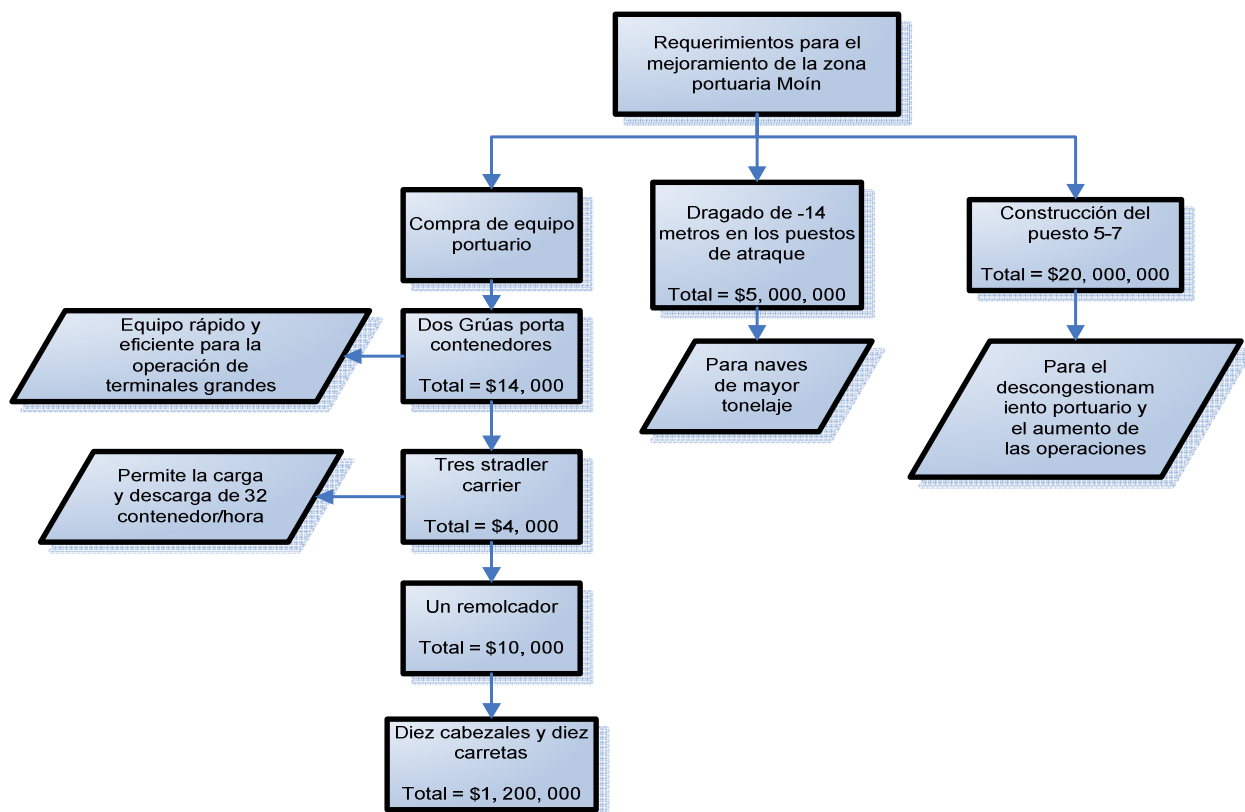 Requerimientos para el
mejoramiento de la zona
portuaria Moín
Compra de equipo
portuario
Dragado de -14
metros en los puestos
de atraque
Total = $5, 000, 000
Construcción del
puesto 5-7
Total = $20, 000, 000
Equipo rápido y
eficiente para la
operación de
terminales grandes
Dos Grúas porta
contenedores
Total = $14, 000
Para naves
de mayor
tonelaje
Para el
descongestionam
iento portuario y
el aumento de
las operaciones
Permite la carga
y descarga de 32
contenedor/hora
Tres stradler
carrier
Total = $4, 000
Un remolcador
Total = $10, 000
Diez cabezales y diez
carretas
Total = $1, 200, 000